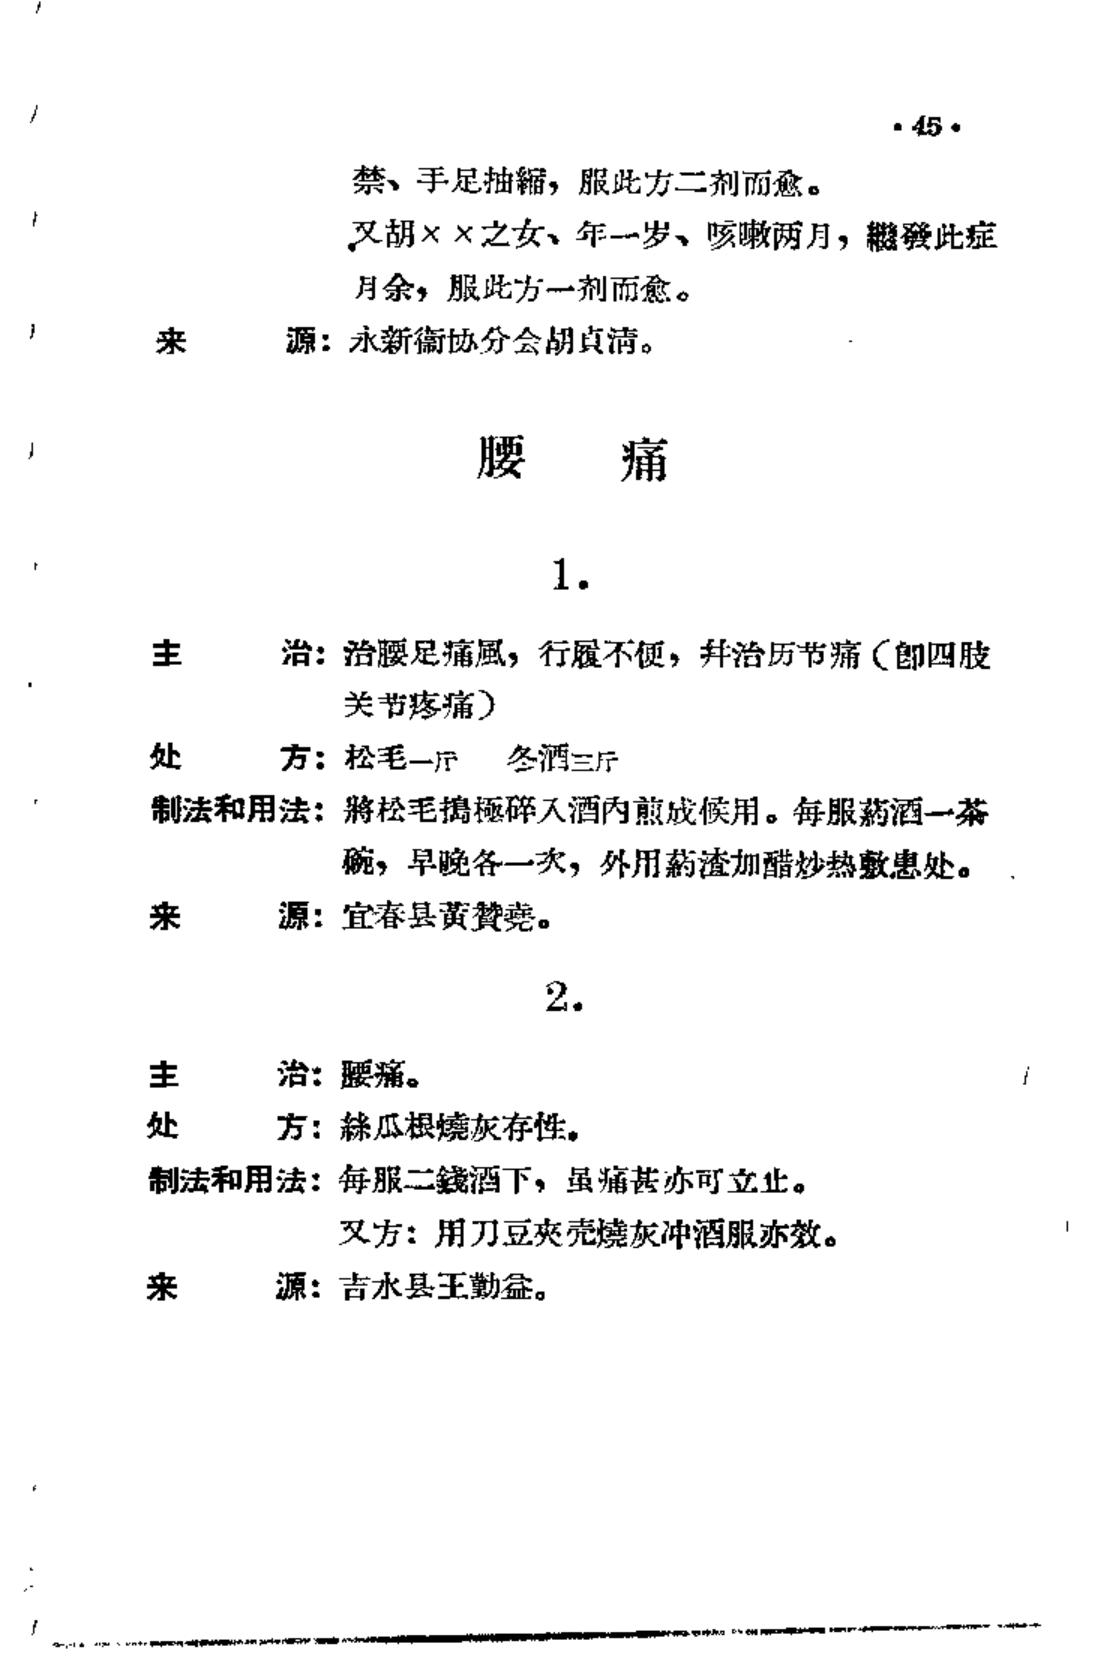 ·45·
禁、手足抽縮，服此方二剂而愈。
又胡××之女、年一岁、咳嗽两月，繼發此症
月余，服此方一剂而愈。
来源：永新衞协分会胡貞淸。
腰痛
1.
主治：治腰足痛風，行履不便，幷治历节痛（卽四肢
关节疼痛）
处方：松毛一斤 冬酒三斤
制法和用法：將松毛搗極碎入酒内煎成候用。每服葯酒一茶
碗，早晚各一次，外用葯渣加醋炒热敷患处。
来源：宜春县黃贊堯。
2.
主治：腰痛。
处方：絲瓜根燒灰存性。
制法和用法：每服二錢酒下，虽痛甚亦可立止。
又方：用刀豆夾壳燒灰冲酒服亦效。
来源：吉水县王勤益。